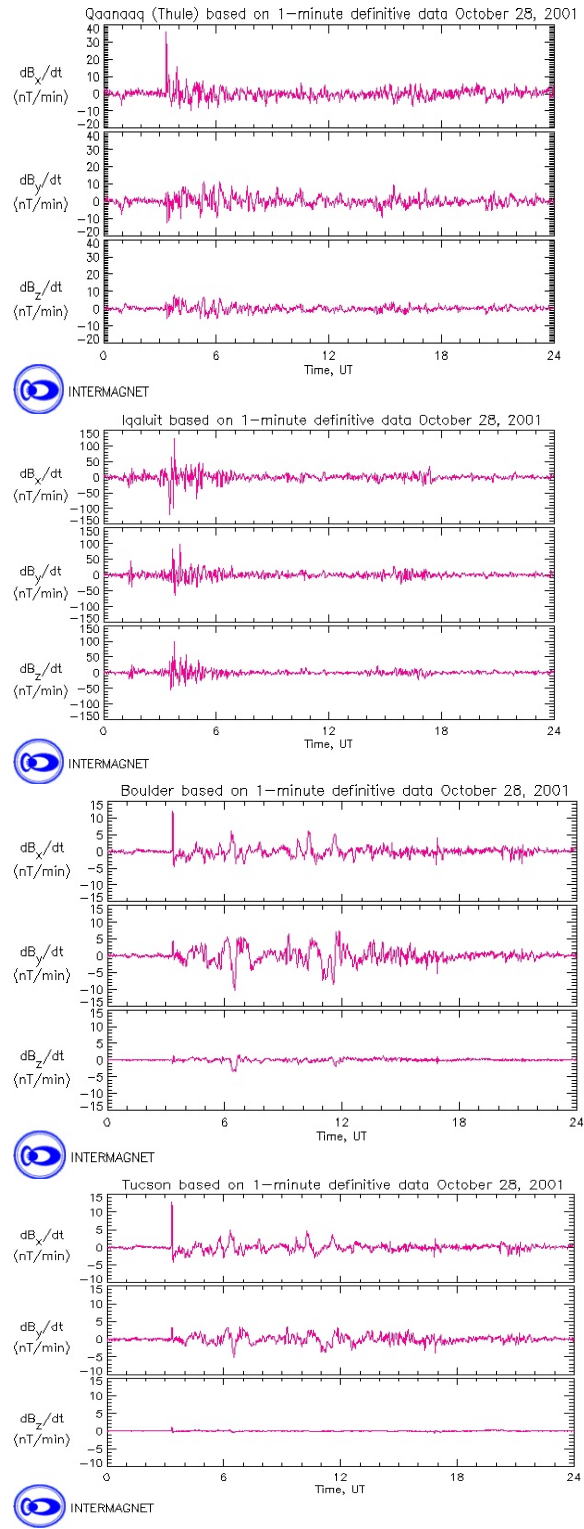 Qaanaaq (Thule) based on 1-minute definitive data October 28, 2001
40
30
20
10
0
-10
-20
dBx/dt
(nT/min)
40
30
20
10
0
-10
-20
dBy/dt
(nT/min)
40
30
20
10
0
-10
-20
dBz/dt
(nT/min)
0 6 12 18 24
Time, UT
INTERMAGNET
Iqaluit based on 1-minute definitive data October 28, 2001
150
100
50
0
-50
-100
-150
dBx/dt
(nT/min)
150
100
50
0
-50
-100
-150
dBy/dt
(nT/min)
150
100
50
0
-50
-100
-150
dBz/dt
(nT/min)
0 6 12 18 24
Time, UT
INTERMAGNET
Boulder based on 1-minute definitive data October 28, 2001
15
10
5
0
-5
-10
-15
dBx/dt
(nT/min)
15
10
5
0
-5
-10
-15
dBy/dt
(nT/min)
15
10
5
0
-5
-10
-15
dBz/dt
(nT/min)
0 6 12 18 24
Time, UT
INTERMAGNET
Tucson based on 1-minute definitive data October 28, 2001
15
10
5
0
-5
-10
dBx/dt
(nT/min)
15
10
5
0
-5
-10
dBy/dt
(nT/min)
15
10
5
0
-5
-10
dBz/dt
(nT/min)
0 6 12 18 24
Time, UT
INTERMAGNET